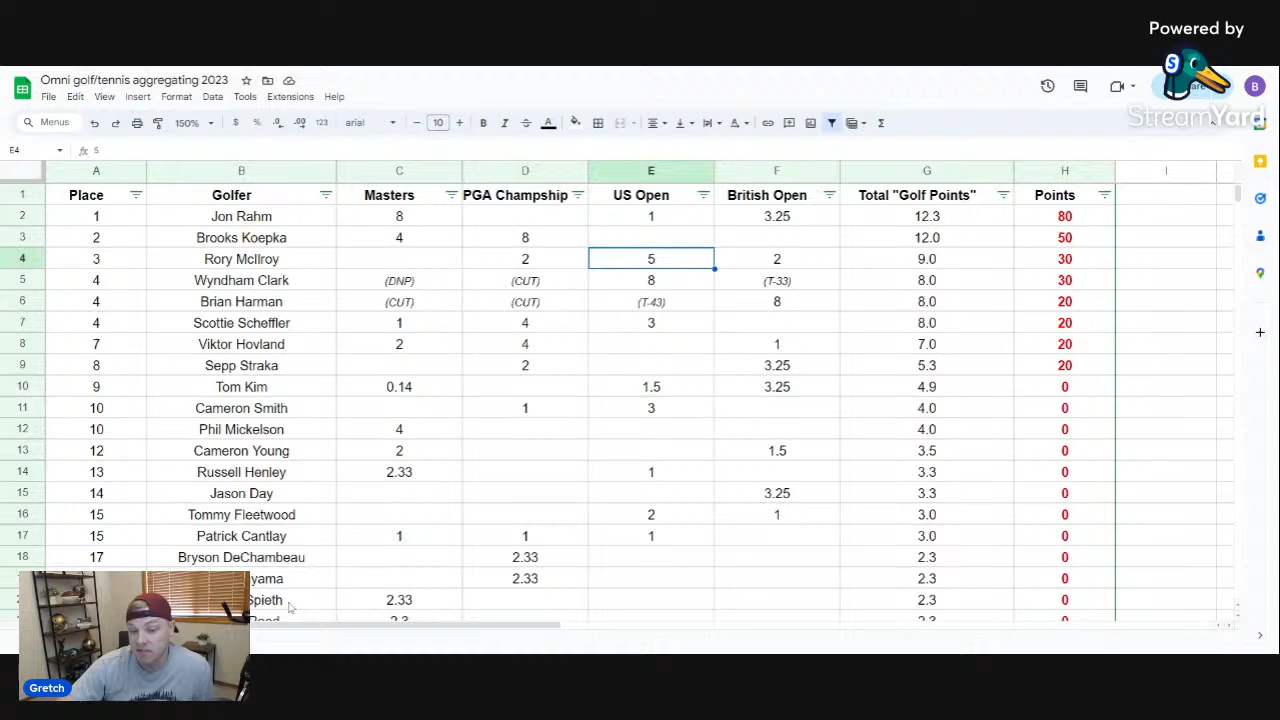 Powered by
StreamYard
Omni golf/tennis aggregating 2023
File Edit View Insert Format Data Tools Extensions Help
Menus 150% $ % .0 .00 123 arial 10 B I A Σ
B
E4 fx 5
A B C D E F G H I
1 Place Golfer Masters PGA Champship US Open British Open Total "Golf Points" Points
2 1 Jon Rahm 8 1 3.25 12.3 80
3 2 Brooks Koepka 4 8 12.0 50
4 3 Rory McIlroy 2 5 2 9.0 30
5 4 Wyndham Clark (DNP) (CUT) 8 (T-33) 8.0 30
6 4 Brian Harman (CUT) (CUT) (T-43) 8 8.0 20
7 4 Scottie Scheffler 1 4 3 8.0 20
8 7 Viktor Hovland 2 4 1 7.0 20
9 8 Sepp Straka 2 3.25 5.3 20
10 9 Tom Kim 0.14 1.5 3.25 4.9 0
11 10 Cameron Smith 1 3 4.0 0
12 10 Phil Mickelson 4 4.0 0
13 12 Cameron Young 2 1.5 3.5 0
14 13 Russell Henley 2.33 1 3.3 0
15 14 Jason Day 3.25 3.3 0
16 15 Tommy Fleetwood 2 1 3.0 0
17 15 Patrick Cantlay 1 1 1 3.0 0
18 17 Bryson DeChambeau 2.33 2.3 0
yama 2.33 2.3 0
Spieth 2.33 2.3 0
Gretch